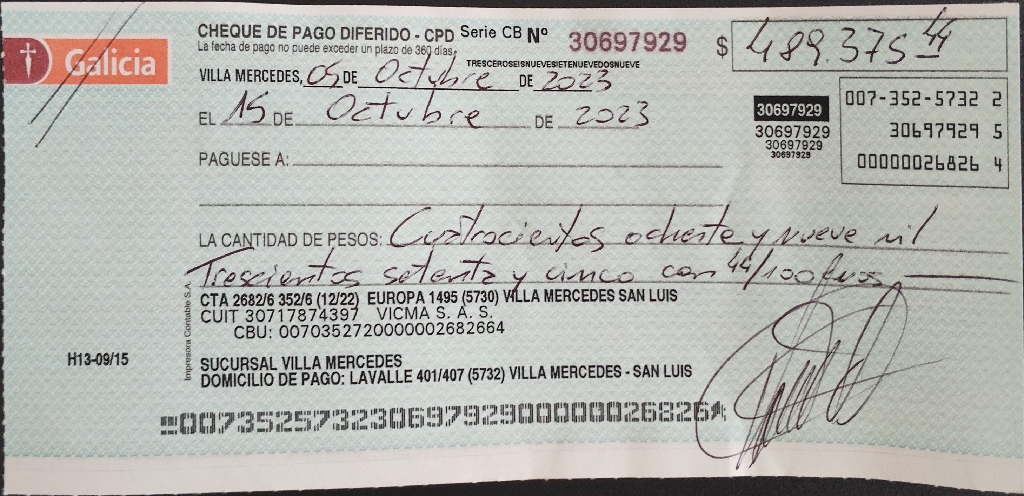 Galicia
CHEQUE DE PAGO DIFERIDO - CPD Serie CB Nº 30697929 $ 489.375 44
La fecha de pago no puede exceder un plazo de 360 días.
TRESCEROSEISNUEVESIETENUEVEDOSNUEVE
VILLA MERCEDES, 05 DE Octubre DE 2023
EL 15 DE Octubre DE 2023
30697929
30697929
30697929
30697929
007-352-5732 2
30697929 5
00000026826 4
PAGUESE A:
LA CANTIDAD DE PESOS: Cuatrocientos ochenta y nueve mil
Trescientos setenta y cinco con 44/100
CTA 2682/6 352/6 (12/22) EUROPA 1495 (5730) VILLA MERCEDES SAN LUIS
CUIT 30717874397 VICMA S. A. S.
CBU: 0070352720000002682664
Impresora Contable S.A.
H13-09/15
SUCURSAL VILLA MERCEDES
DOMICILIO DE PAGO: LAVALLE 401/407 (5732) VILLA MERCEDES - SAN LUIS
00735257323069792900000026826